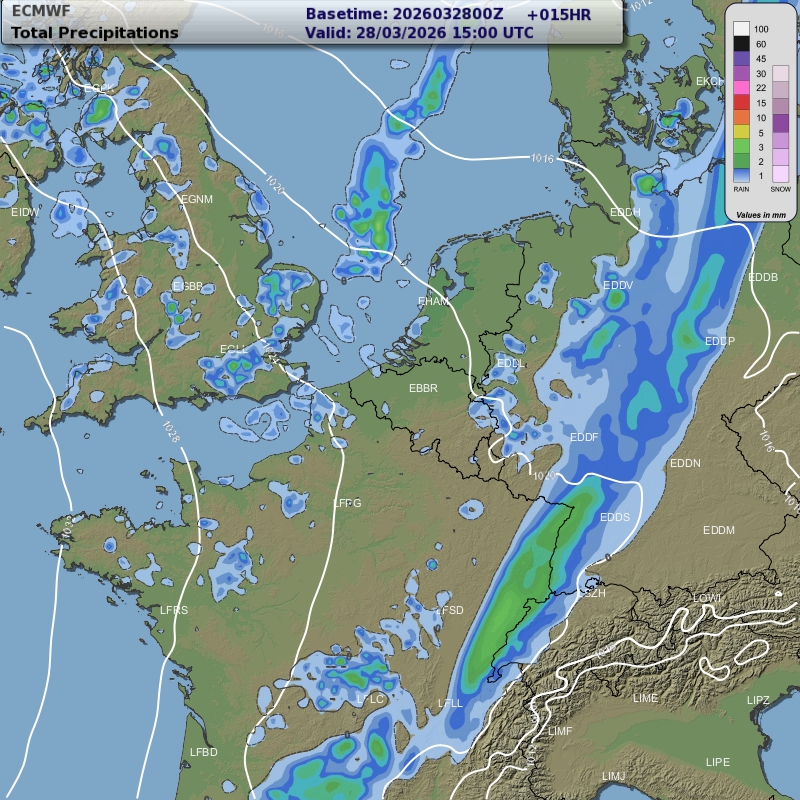 ECMWF
Basetime: 2026032800Z +015HR
Total Precipitations
Valid: 28/03/2026 15:00 UTC
1012
100
60
45
30
22
15
10
5
3
2
1
RAIN
SNOW
Values in mm
EKCH
1016
1020
EIDW
EGNM
EDDH
EGBB
EDDV
EDDB
EHAM
EDDP
EGLL
EDDL
EBBR
1028
EDDF
1016
EDDN
1020
LFPG
EDDS
EDDM
LFRS
LFSD
LSZH
LOWI
LFLC
LFLL
LIME
LIPZ
LIMF
LFBD
LIPE
LIMJ